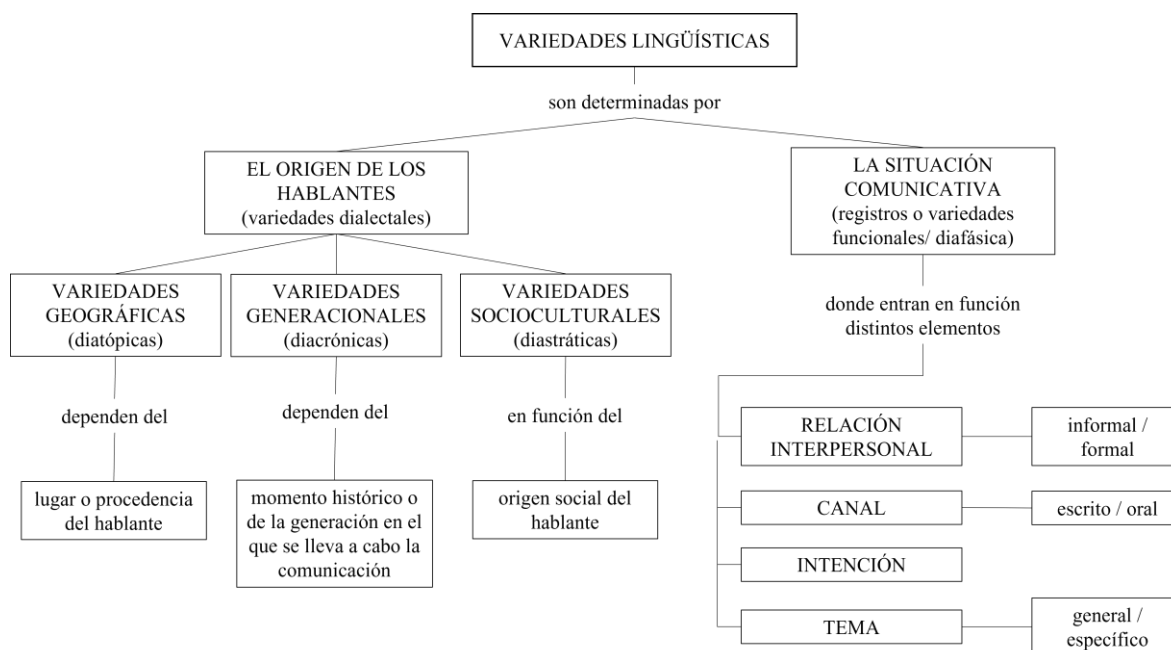 VARIEDADES LINGÜÍSTICAS
son determinadas por
EL ORIGEN DE LOS
HABLANTES
(variedades dialectales)
LA SITUACIÓN
COMUNICATIVA
(registros o variedades
funcionales/ diafásica)
VARIEDADES
GEOGRÁFICAS
(diatópicas)
VARIEDADES
GENERACIONALES
(diacrónicas)
VARIEDADES
SOCIOCULTURALES
(diastráticas)
donde entran en función
distintos elementos
dependen del
dependen del
en función del
lugar o procedencia
del hablante
momento histórico o
de la generación en el
que se lleva a cabo la
comunicación
origen social del
hablante
RELACIÓN
INTERPERSONAL
informal /
formal
CANAL
escrito / oral
INTENCIÓN
TEMA
general /
específico